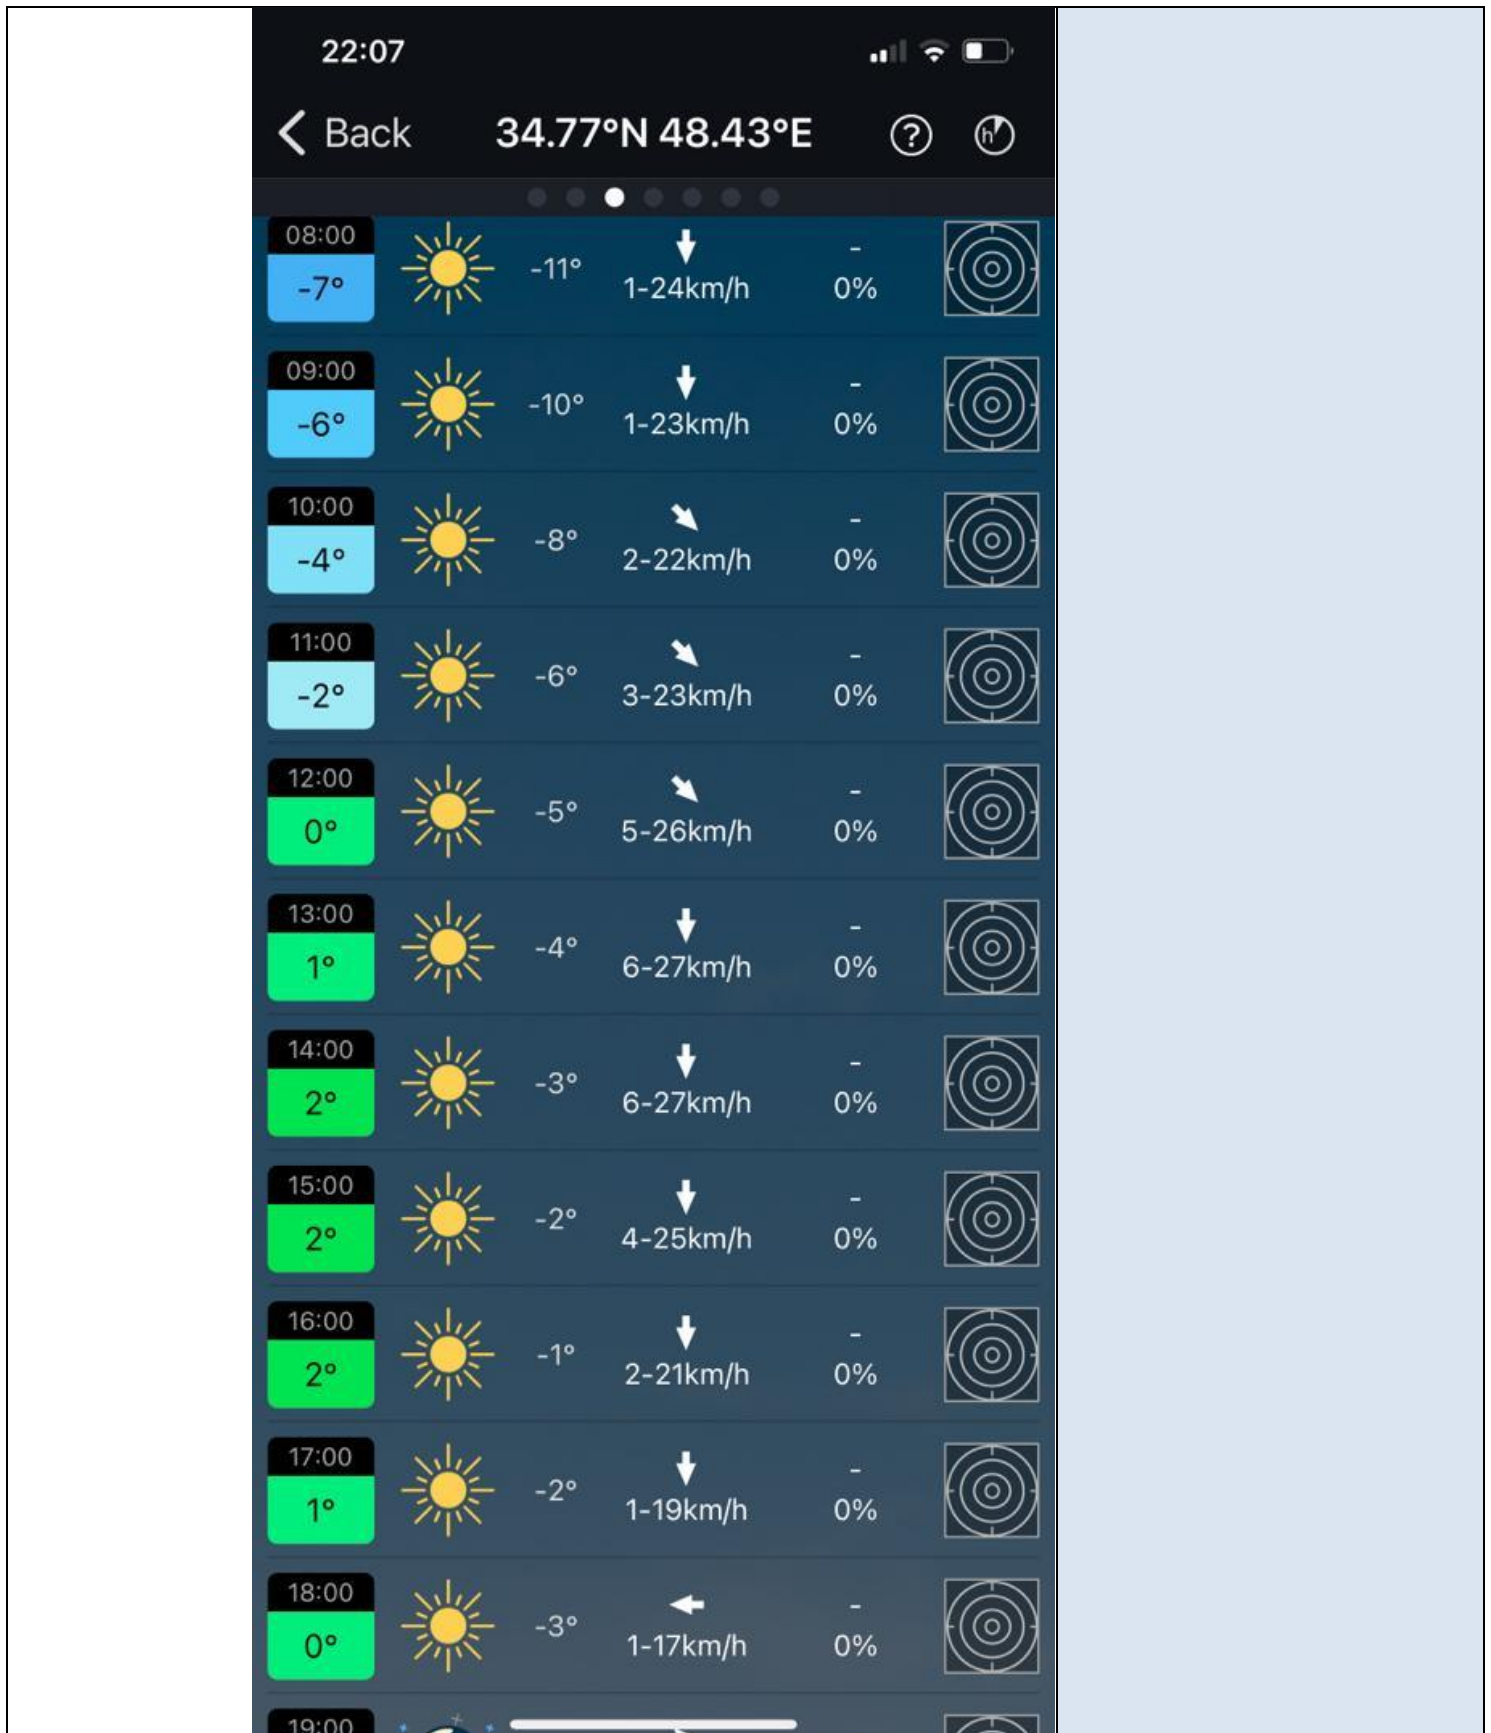 22:07
Back 34.77°N 48.43°E ? h
08:00
-7° -11° 1-24km/h - 0%
09:00
-6° -10° 1-23km/h - 0%
10:00
-4° -8° 2-22km/h - 0%
11:00
-2° -6° 3-23km/h - 0%
12:00
0° -5° 5-26km/h - 0%
13:00
1° -4° 6-27km/h - 0%
14:00
2° -3° 6-27km/h - 0%
15:00
2° -2° 4-25km/h - 0%
16:00
2° -1° 2-21km/h - 0%
17:00
1° -2° 1-19km/h - 0%
18:00
0° -3° 1-17km/h - 0%
19:00